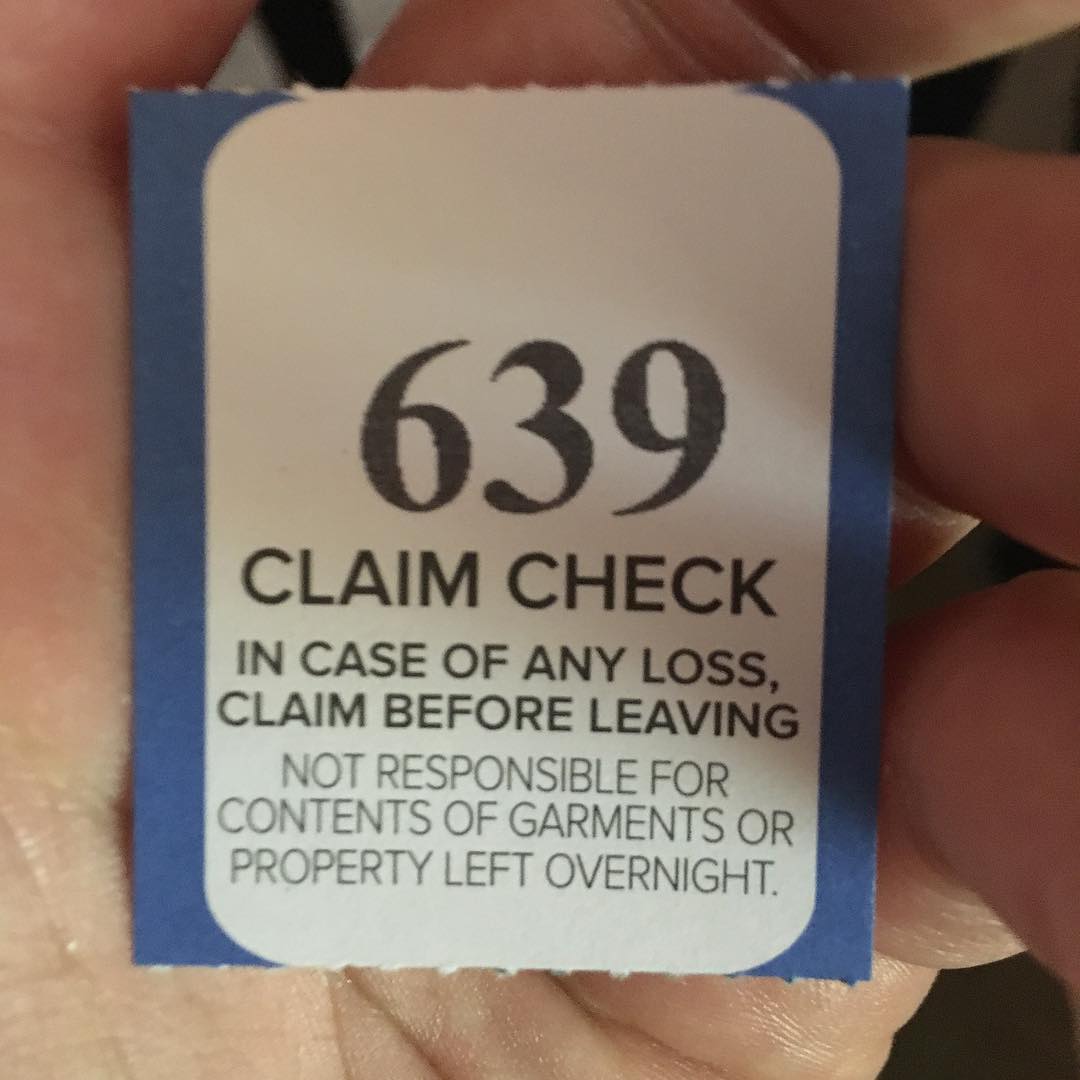 639
CLAIM CHECK
IN CASE OF ANY LOSS,
CLAIM BEFORE LEAVING
NOT RESPONSIBLE FOR
CONTENTS OF GARMENTS OR
PROPERTY LEFT OVERNIGHT.